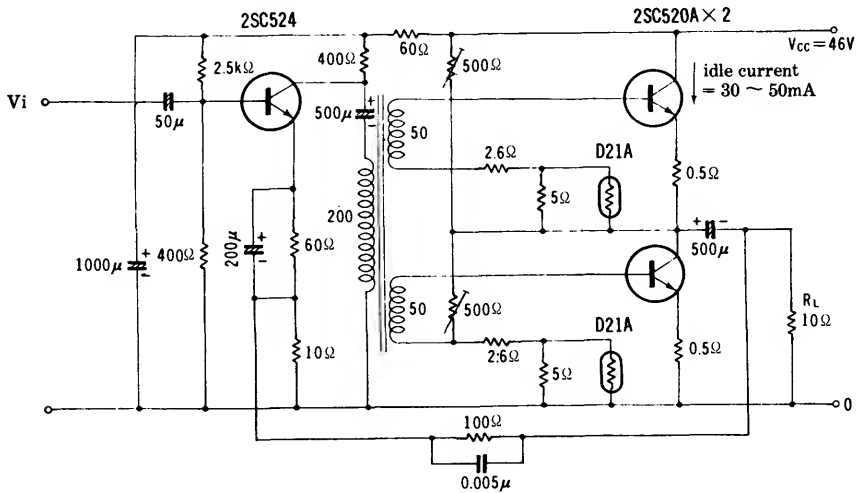 2SC524
2SC520A×2
60Ω
VCC=46V
400Ω
500Ω
2.5kΩ
idle current
= 30 ~ 50mA
Vi
50μ
500μ
+
-
50
2.6Ω
D21A
0.5Ω
5Ω
200
+ -
500μ
1000μ
+
-
400Ω
200μ
+
-
60Ω
50
500Ω
RL
10Ω
10Ω
2.6Ω
D21A
0.5Ω
5Ω
0
100Ω
0.005μ